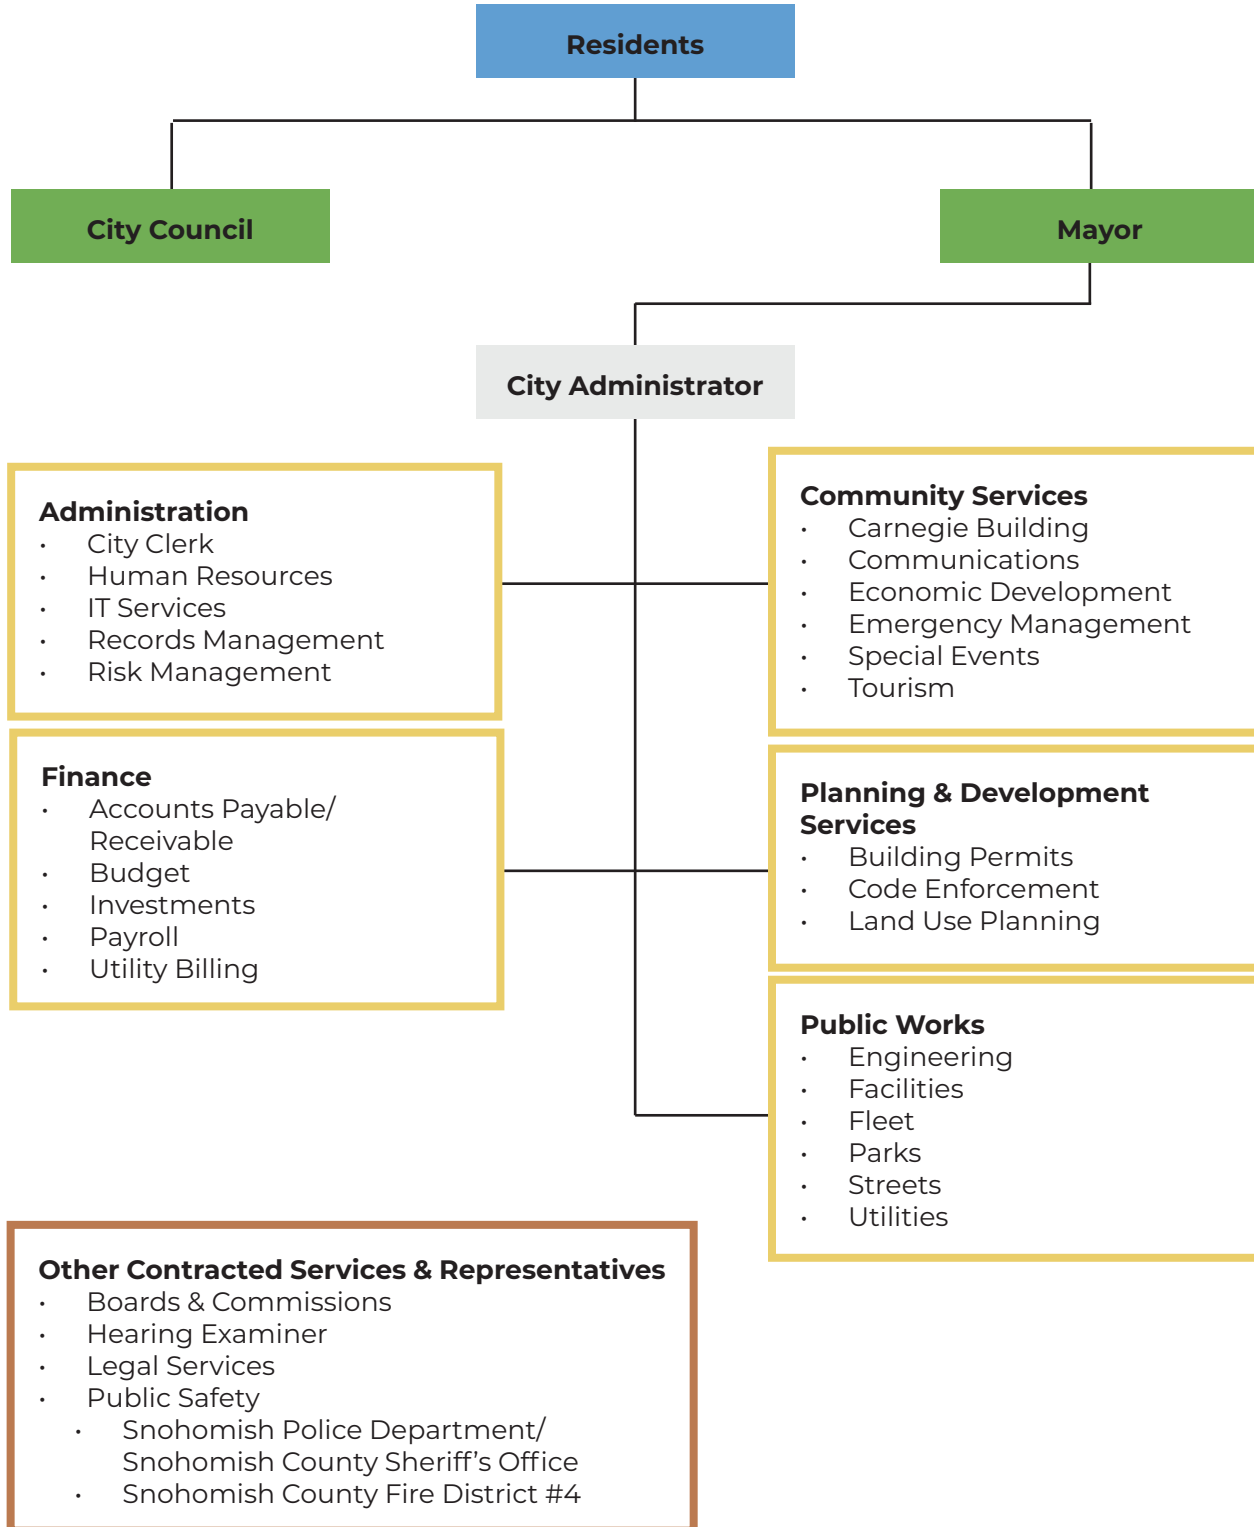 Residents
City Council
Mayor
City Administrator
Administration
• City Clerk
• Human Resources
• IT Services
• Records Management
• Risk Management
Finance
• Accounts Payable/
Receivable
• Budget
• Investments
• Payroll
• Utility Billing
Community Services
• Carnegie Building
• Communications
• Economic Development
• Emergency Management
• Special Events
• Tourism
Planning & Development
Services
• Building Permits
• Code Enforcement
• Land Use Planning
Public Works
• Engineering
• Facilities
• Fleet
• Parks
• Streets
• Utilities
Other Contracted Services & Representatives
• Boards & Commissions
• Hearing Examiner
• Legal Services
• Public Safety
• Snohomish Police Department/
Snohomish County Sheriff’s Office
• Snohomish County Fire District #4